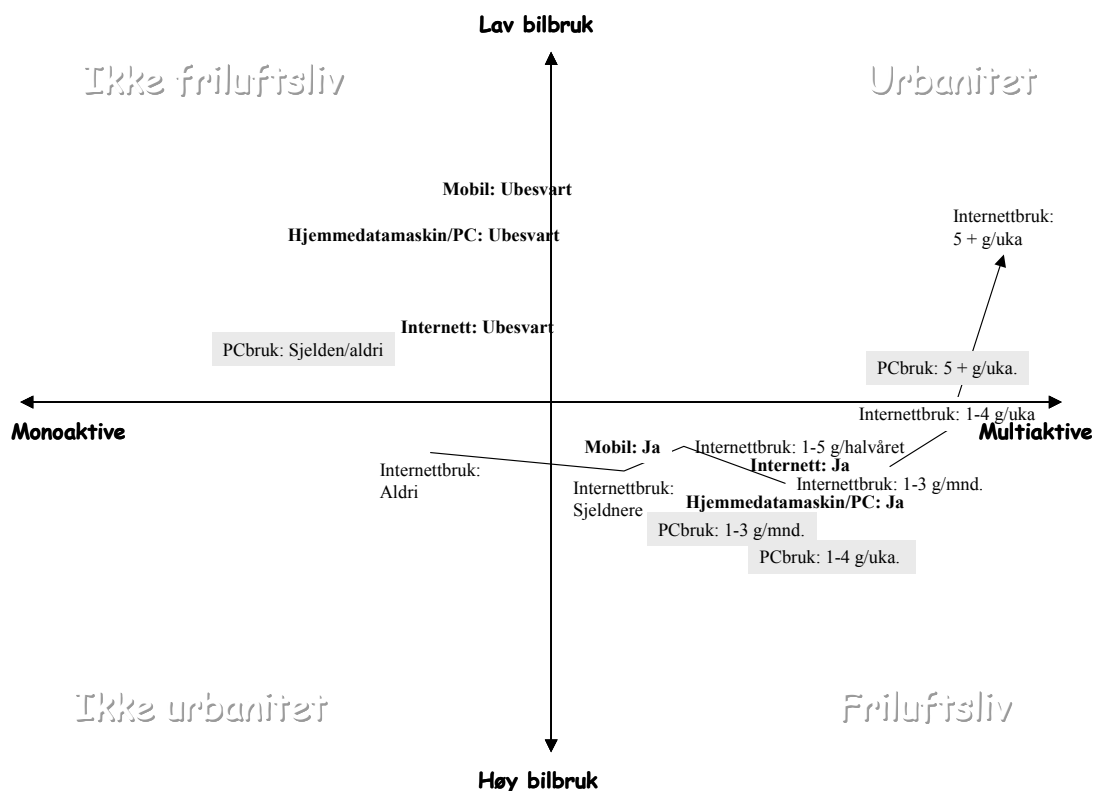 Lav bilbruk
Ikke friluftsliv
Urbanitet
Mobil: Ubesvart
Internettbruk:
5 + g/uka
Hjemmedatamaskin/PC: Ubesvart
Internett: Ubesvart
PCbruk: Sjelden/aldri
PCbruk: 5 + g/uka.
Internettbruk: 1-4 g/uka
Monoaktive
Multiaktive
Mobil: Ja
Internettbruk: 1-5 g/halvåret
Internett: Ja
Internettbruk:
Aldri
Internettbruk: 1-3 g/mnd.
Internettbruk:
Sjeldnere
Hjemmedatamaskin/PC: Ja
PCbruk: 1-3 g/mnd.
PCbruk: 1-4 g/uka.
Ikke urbanitet
Friluftsliv
Høy bilbruk